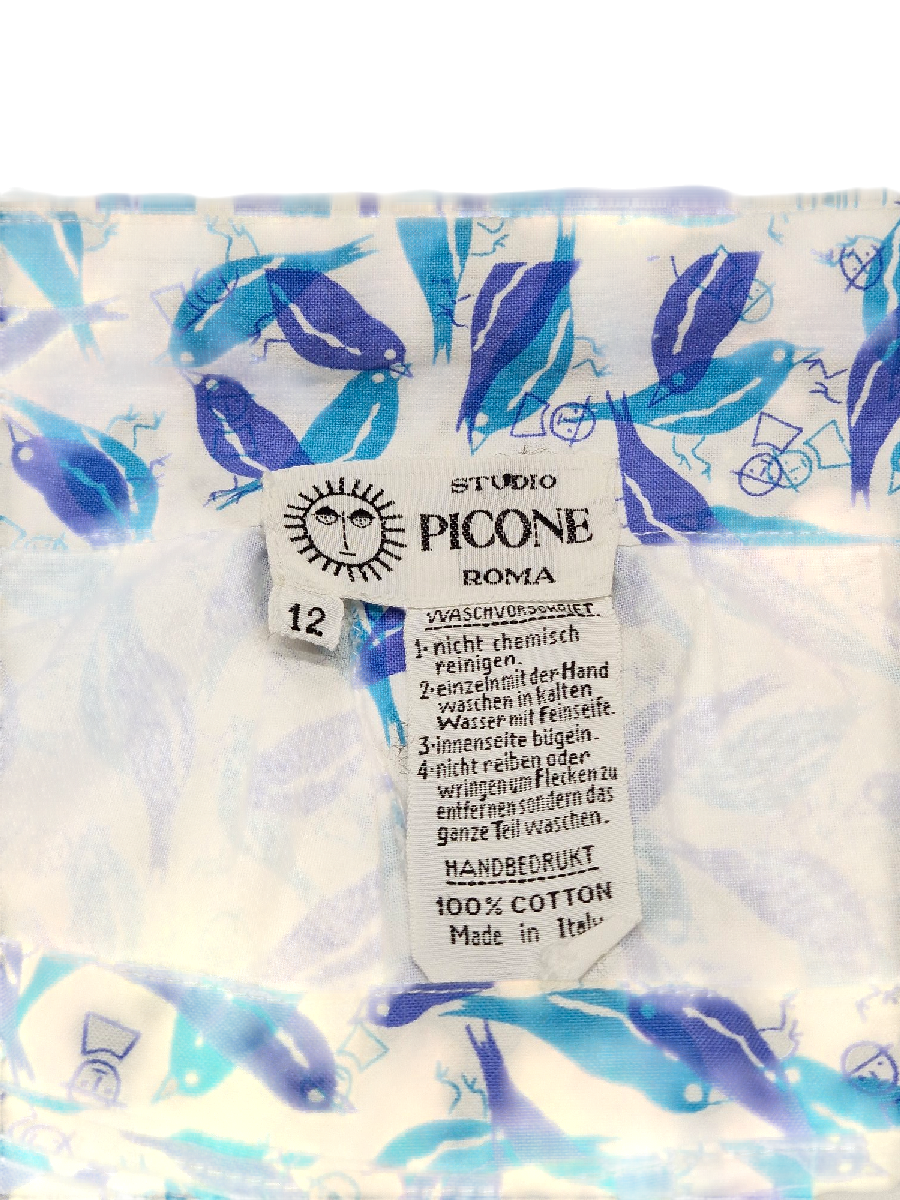 STUDIO
PICONE
ROMA
12
WASCHVORSCHRIFT.
1· nicht chemisch
reinigen.
2·einzeln mit der Hand
waschen in kalten
Wasser mit Feinseife.
3·innenseite bügeln.
4·nicht reiben oder
wringen um Flecken zu
entfernen sondern das
ganze Teil waschen.
HANDBEDRUKT
100% COTTON
Made in Italy